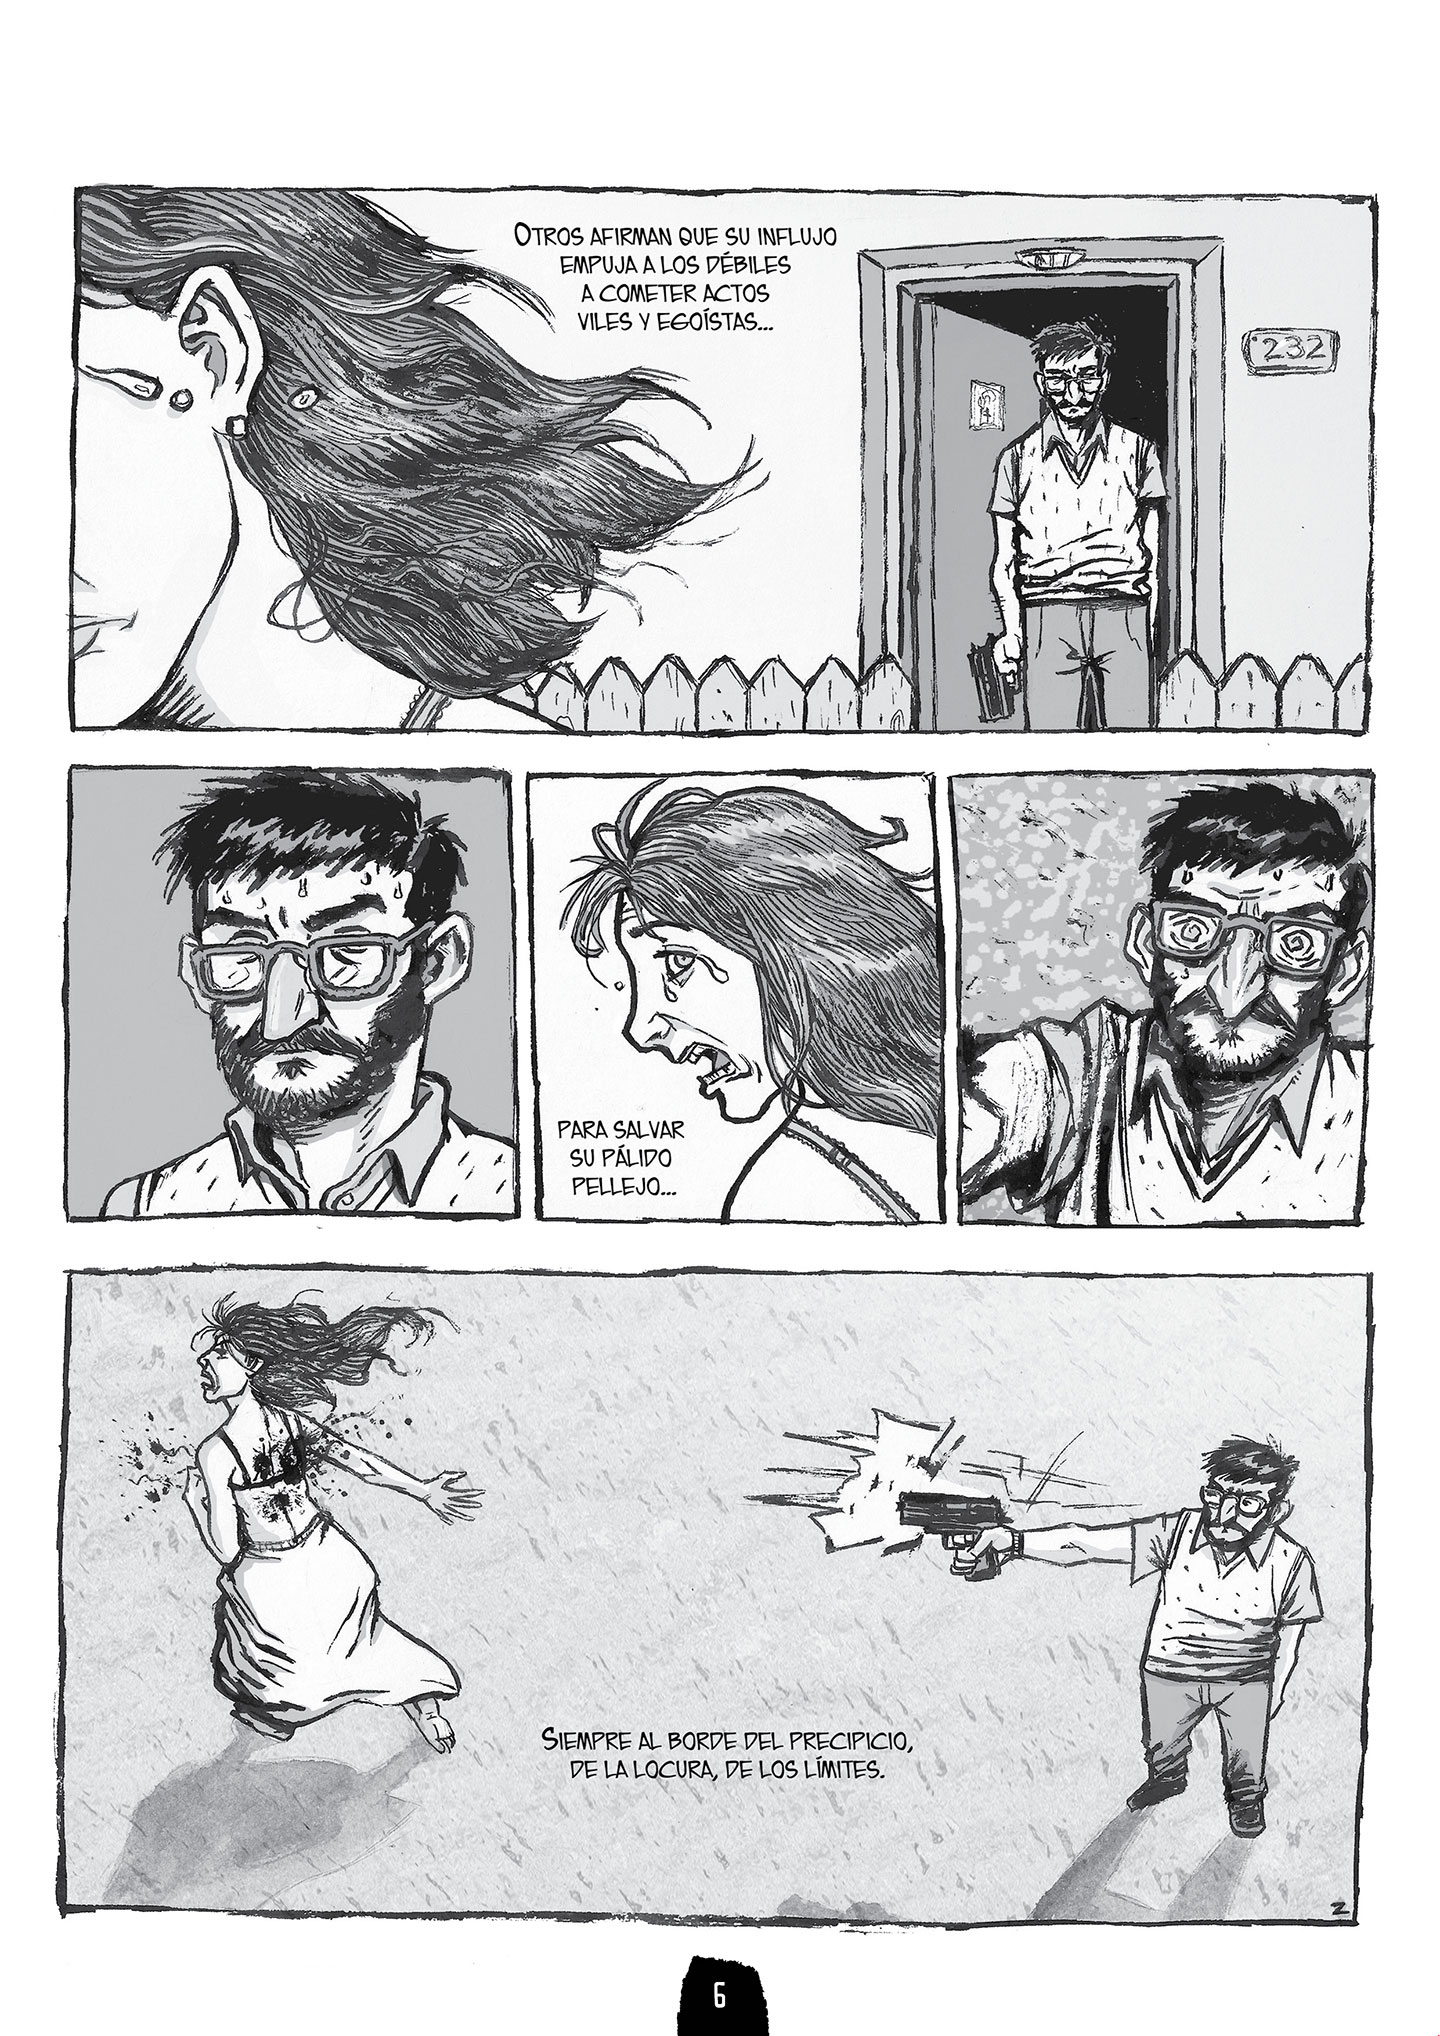 OTROS AFIRMAN QUE SU INFLUJO
EMPUJA A LOS DÉBILES
A COMETER ACTOS
VILES Y EGOÍSTAS...
232
PARA SALVAR
SU PÁLIDO
PELLEJO...
SIEMPRE AL BORDE DEL PRECIPICIO,
DE LA LOCURA, DE LOS LÍMITES.
2
6